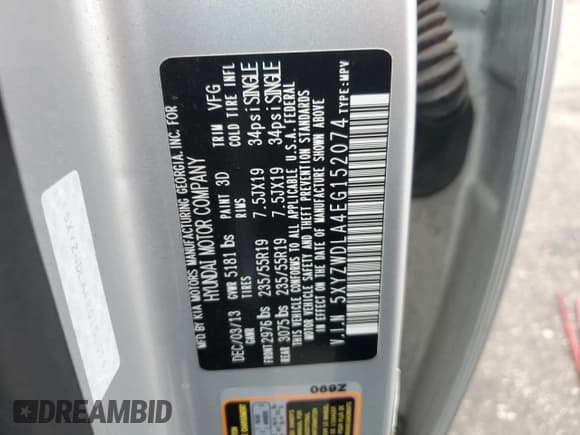 MFD BY KIA MOTORS MANUFACTURING GEORGIA, INC. FOR
HYUNDAI MOTOR COMPANY
DEC/03/13 GVWR 5181 lbs PAINT 3D TRIM VFG
GAWR TIRES RIMS COLD TIRE INFL
FRONT 2976 lbs 235/55R19 7.5JX19 34psi SINGLE
REAR 3075 lbs 235/55R19 7.5JX19 34psi SINGLE
THIS VEHICLE CONFORMS TO ALL APPLICABLE U.S.A. FEDERAL
MOTOR VEHICLE SAFETY AND THEFT PREVENTION STANDARDS
IN EFFECT ON THE DATE OF MANUFACTURE SHOWN ABOVE
V.I.N 5XYZWDLA4EG152074 TYPE:MPV
Z690
DREAMBID